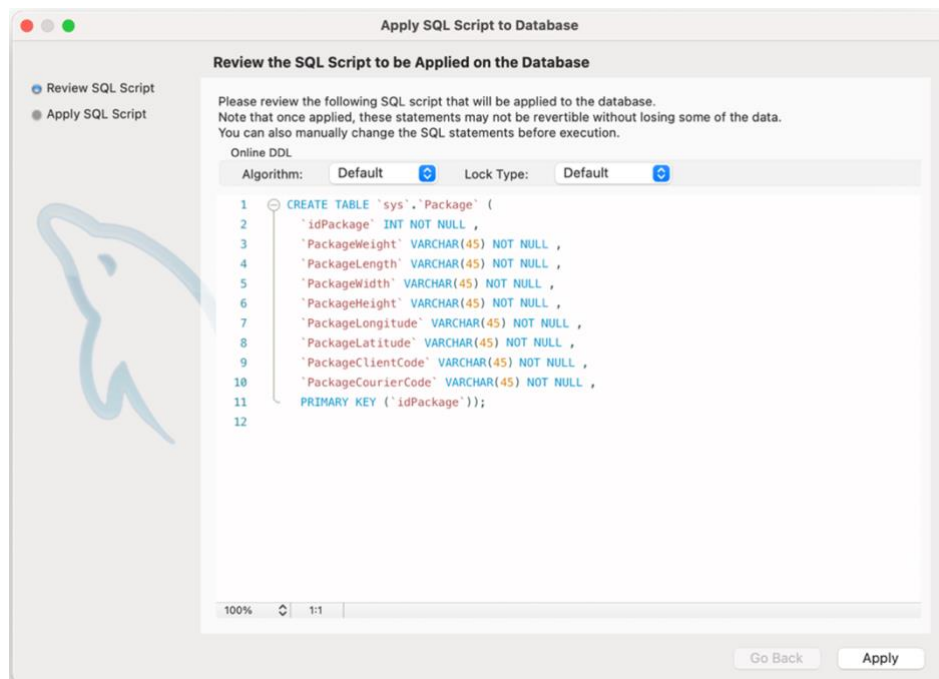 Apply SQL Script to Database
Review the SQL Script to be Applied on the Database
Review SQL Script
Apply SQL Script
Please review the following SQL script that will be applied to the database.
Note that once applied, these statements may not be revertible without losing some of the data.
You can also manually change the SQL statements before execution.
Online DDL
Algorithm: Default Lock Type: Default
1 CREATE TABLE `sys`.`Package` (
2 `idPackage` INT NOT NULL ,
3 `PackageWeight` VARCHAR(45) NOT NULL ,
4 `PackageLength` VARCHAR(45) NOT NULL ,
5 `PackageWidth` VARCHAR(45) NOT NULL ,
6 `PackageHeight` VARCHAR(45) NOT NULL ,
7 `PackageLongitude` VARCHAR(45) NOT NULL ,
8 `PackageLatitude` VARCHAR(45) NOT NULL ,
9 `PackageClientCode` VARCHAR(45) NOT NULL ,
10 `PackageCourierCode` VARCHAR(45) NOT NULL ,
11 PRIMARY KEY (`idPackage`));
12
100% 1:1
Go Back Apply